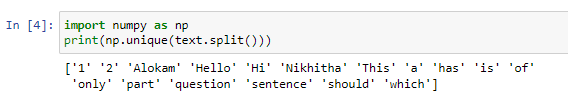 In [4]: import numpy as np
print(np.unique(text.split()))
['1' '2' 'Alokam' 'Hello' 'Hi' 'Nikhitha' 'This' 'a' 'has' 'is' 'of'
'only' 'part' 'question' 'sentence' 'should' 'which']